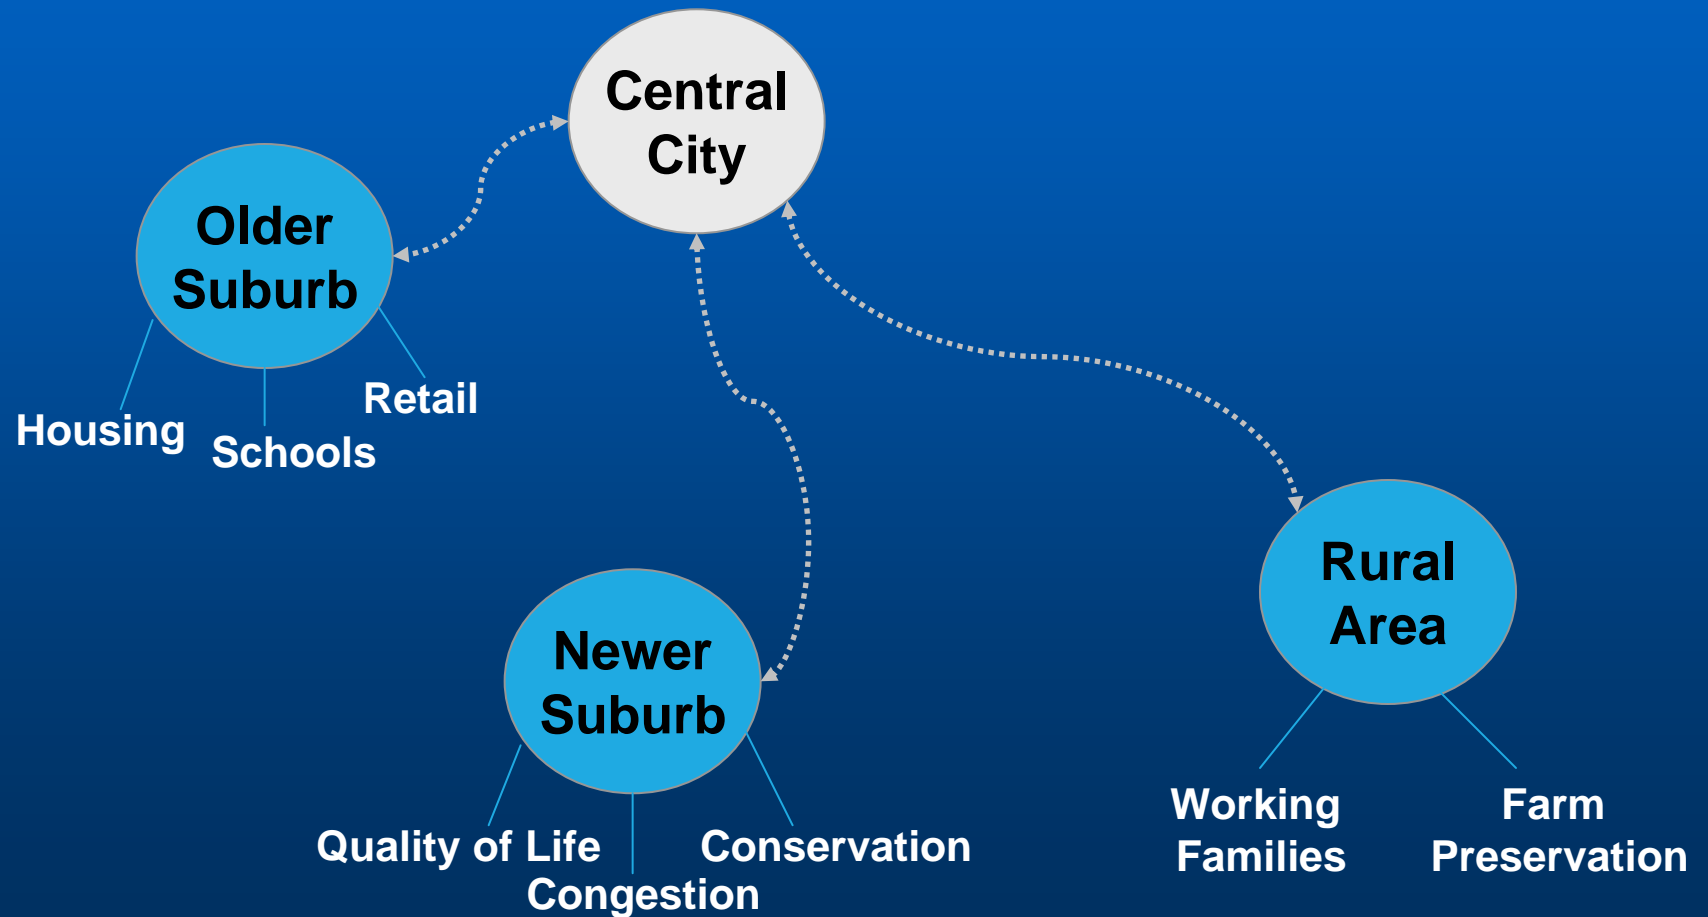 Central
City
Older
Suburb
Housing
Schools
Retail
Newer
Suburb
Quality of Life
Congestion
Conservation
Rural
Area
Working
Families
Farm
Preservation